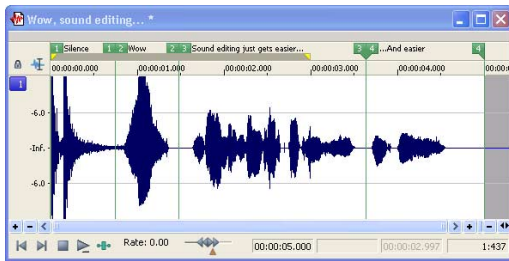 Wow, sound editing... *
1 Silence 1 2 Wow 2 3 Sound editing just gets easier... 3 4 ...And easier 4
00:00:00.000 00:00:01.000 00:00:02.000 00:00:03.000 00:00:04.000 00:00:
1
-6.0
-Inf.
-6.0
Rate: 0.00 00:00:05.000 00:00:02.997 1:437